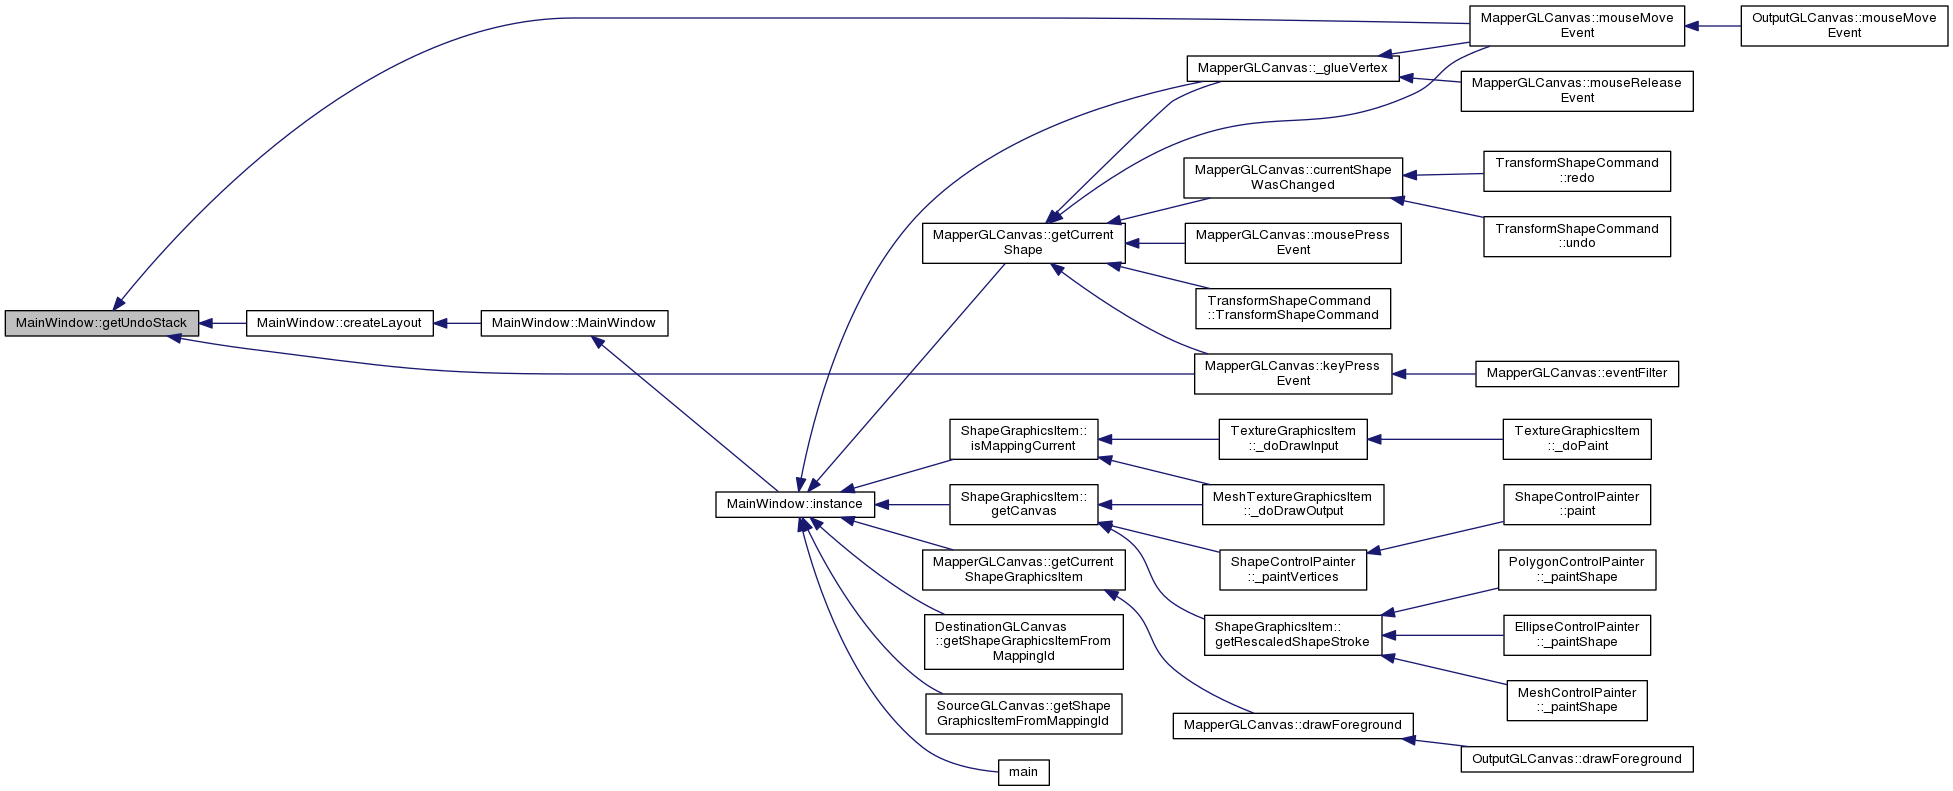 MainWindow::getUndoStack
MainWindow::createLayout
MainWindow::MainWindow
MainWindow::instance
MapperGLCanvas::getCurrent
Shape
ShapeGraphicsItem::
isMappingCurrent
ShapeGraphicsItem::
getCanvas
MapperGLCanvas::getCurrent
ShapeGraphicsItem
DestinationGLCanvas
::getShapeGraphicsItemFrom
MappingId
SourceGLCanvas::getShape
GraphicsItemFromMappingId
main
MapperGLCanvas::_glueVertex
MapperGLCanvas::currentShape
WasChanged
MapperGLCanvas::mousePress
Event
TransformShapeCommand
::TransformShapeCommand
MapperGLCanvas::keyPress
Event
TextureGraphicsItem
::_doDrawInput
MeshTextureGraphicsItem
::_doDrawOutput
ShapeControlPainter
::_paintVertices
ShapeGraphicsItem::
getRescaledShapeStroke
MapperGLCanvas::drawForeground
MapperGLCanvas::mouseMove
Event
MapperGLCanvas::mouseRelease
Event
TransformShapeCommand
::redo
TransformShapeCommand
::undo
MapperGLCanvas::eventFilter
TextureGraphicsItem
::_doPaint
ShapeControlPainter
::paint
PolygonControlPainter
::_paintShape
EllipseControlPainter
::_paintShape
MeshControlPainter
::_paintShape
OutputGLCanvas::drawForeground
OutputGLCanvas::mouseMove
Event